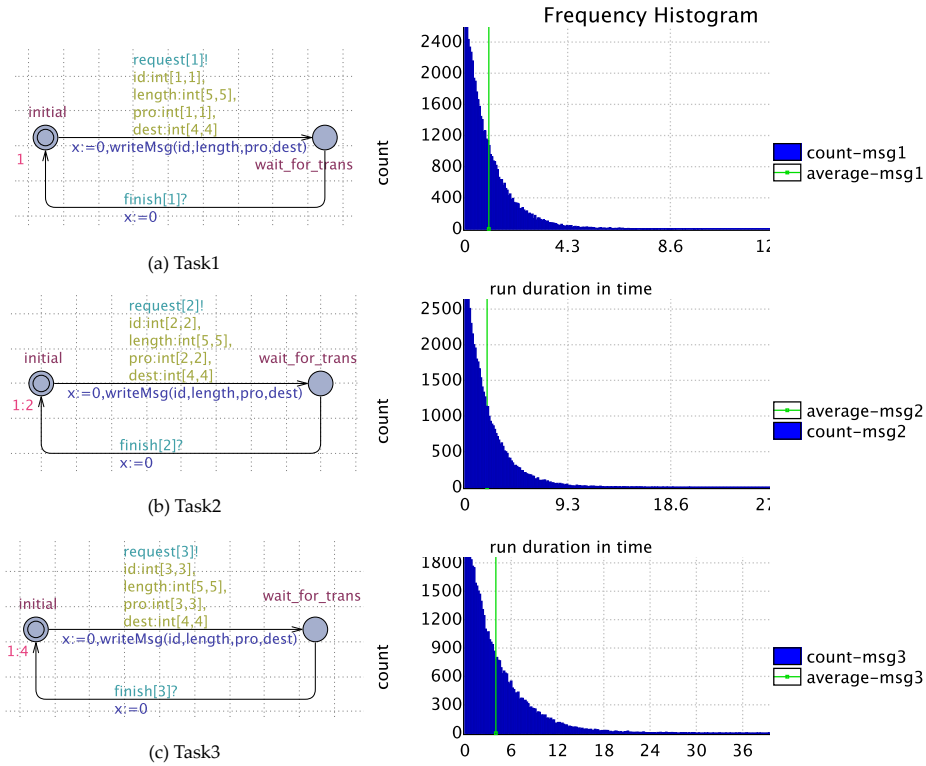 Frequency Histogram
request[1]!
id:int[1,1],
length:int[5,5],
pro:int[1,1],
dest:int[4,4]
initial
x:=0,writeMsg(id,length,pro,dest)
1
wait_for_trans
finish[1]?
x:=0
(a) Task1
2400
2000
1600
1200
800
400
0
count
0 4.3 8.6 12
count-msg1
average-msg1
run duration in time
request[2]!
id:int[2,2],
length:int[5,5],
pro:int[2,2],
dest:int[4,4]
initial
wait_for_trans
x:=0,writeMsg(id,length,pro,dest)
1:2
finish[2]?
x:=0
(b) Task2
2500
2000
1500
1000
500
0
count
0 9.3 18.6 27
average-msg2
count-msg2
run duration in time
request[3]!
id:int[3,3],
length:int[5,5],
pro:int[3,3],
dest:int[4,4]
initial
wait_for_trans
x:=0,writeMsg(id,length,pro,dest)
1:4
finish[3]?
x:=0
(c) Task3
1800
1500
1200
900
600
300
0
count
0 6 12 18 24 30 36
count-msg3
average-msg3